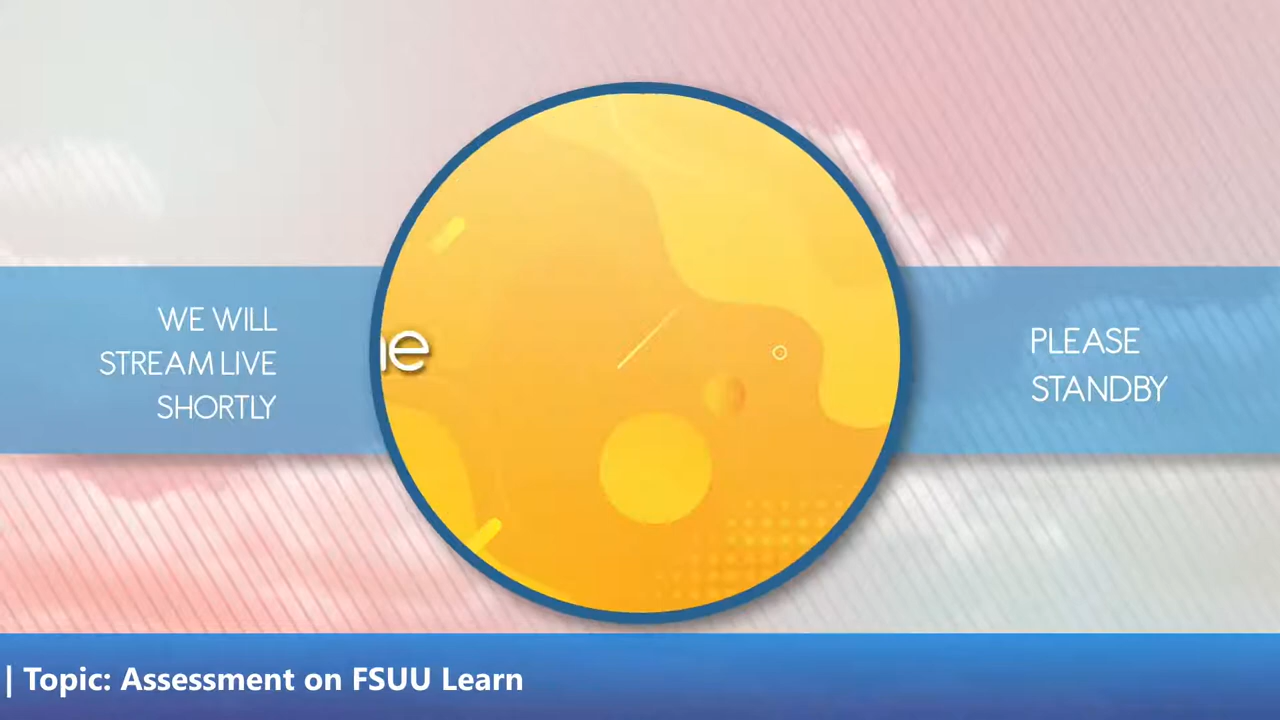 WE WILL
STREAM LIVE
SHORTLY
PLEASE
STANDBY
| Topic: Assessment on FSUU Learn